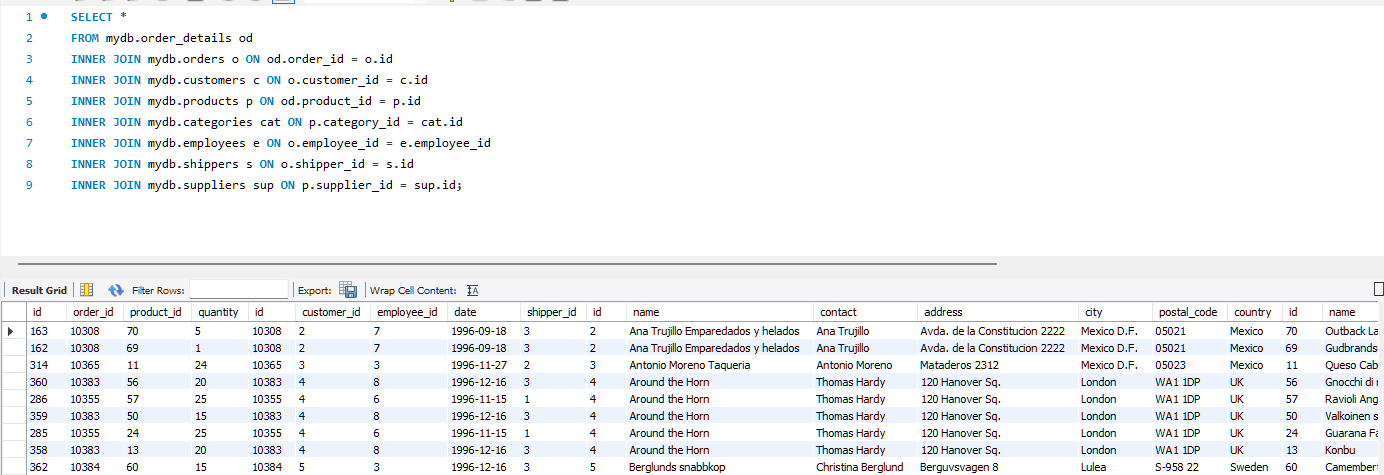 1 SELECT *
2 FROM mydb.order_details od
3 INNER JOIN mydb.orders o ON od.order_id = o.id
4 INNER JOIN mydb.customers c ON o.customer_id = c.id
5 INNER JOIN mydb.products p ON od.product_id = p.id
6 INNER JOIN mydb.categories cat ON p.category_id = cat.id
7 INNER JOIN mydb.employees e ON o.employee_id = e.employee_id
8 INNER JOIN mydb.shippers s ON o.shipper_id = s.id
9 INNER JOIN mydb.suppliers sup ON p.supplier_id = sup.id;
Result Grid Filter Rows: Export: Wrap Cell Content:
id order_id product_id quantity id customer_id employee_id date shipper_id id name contact address city postal_code country id name
163 10308 70 5 10308 2 7 1996-09-18 3 2 Ana Trujillo Emparedados y helados Ana Trujillo Avda. de la Constitucion 2222 Mexico D.F. 05021 Mexico 70 Outback La
162 10308 69 1 10308 2 7 1996-09-18 3 2 Ana Trujillo Emparedados y helados Ana Trujillo Avda. de la Constitucion 2222 Mexico D.F. 05021 Mexico 69 Gudbrands
314 10365 11 24 10365 3 3 1996-11-27 2 3 Antonio Moreno Taqueria Antonio Moreno Mataderos 2312 Mexico D.F. 05023 Mexico 11 Queso Cab
360 10383 56 20 10383 4 8 1996-12-16 3 4 Around the Horn Thomas Hardy 120 Hanover Sq. London WA1 1DP UK 56 Gnocchi di
286 10355 57 25 10355 4 6 1996-11-15 1 4 Around the Horn Thomas Hardy 120 Hanover Sq. London WA1 1DP UK 57 Ravioli Ang
359 10383 50 15 10383 4 8 1996-12-16 3 4 Around the Horn Thomas Hardy 120 Hanover Sq. London WA1 1DP UK 50 Valkoinen s
285 10355 24 25 10355 4 6 1996-11-15 1 4 Around the Horn Thomas Hardy 120 Hanover Sq. London WA1 1DP UK 24 Guarana Fa
358 10383 13 20 10383 4 8 1996-12-16 3 4 Around the Horn Thomas Hardy 120 Hanover Sq. London WA1 1DP UK 13 Konbu
362 10384 60 15 10384 5 3 1996-12-16 3 5 Berglunds snabbkop Christina Berglund Berguvsvagen 8 Lulea S-958 22 Sweden 60 Camembert